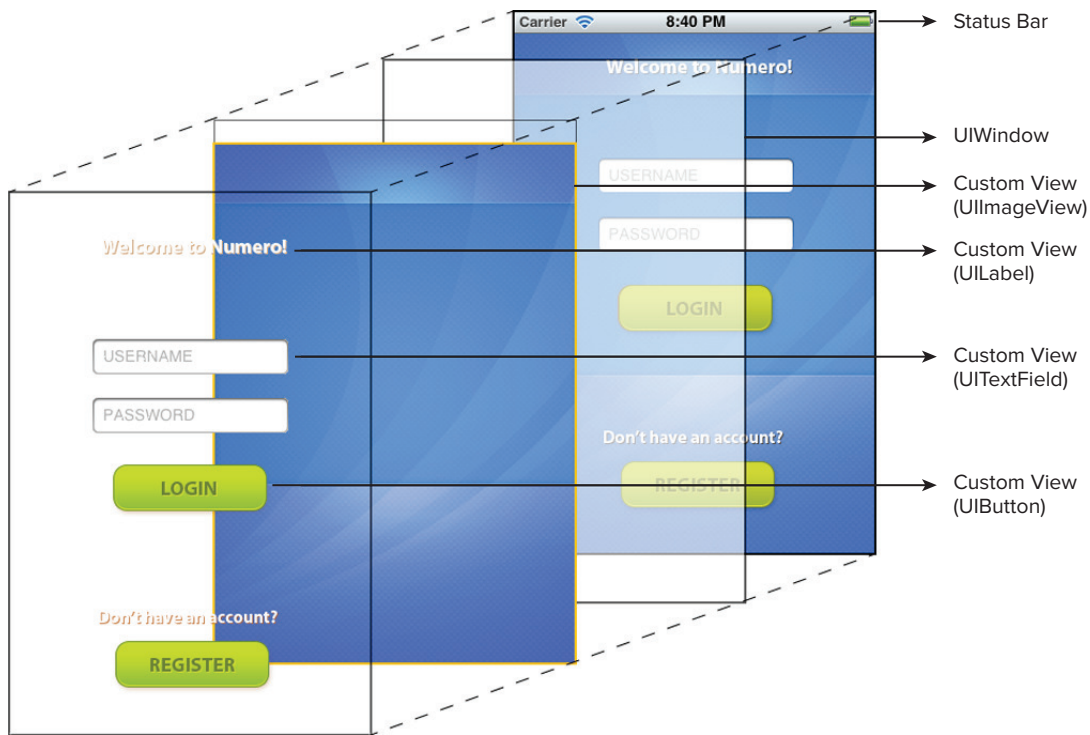 Carrier 8:40 PM
Status Bar
Welcome to Numero!
UIWindow
USERNAME
Custom View
(UIImageView)
PASSWORD
Welcome to Numero!
Custom View
(UILabel)
LOGIN
USERNAME
Custom View
(UITextField)
PASSWORD
Don't have an account?
LOGIN
REGISTER
Custom View
(UIButton)
Don't have an account?
REGISTER